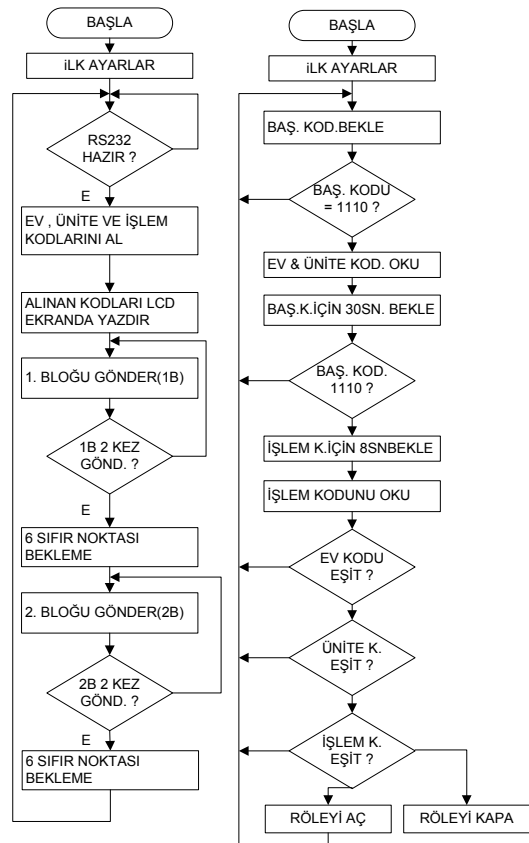 BAŞLA
iLK AYARLAR
RS232
HAZIR ?
E
EV , ÜNİTE VE İŞLEM
KODLARINI AL
ALINAN KODLARI LCD
EKRANDA YAZDIR
1. BLOĞU GÖNDER(1B)
1B 2 KEZ
GÖND. ?
E
6 SIFIR NOKTASI
BEKLEME
2. BLOĞU GÖNDER(2B)
2B 2 KEZ
GÖND. ?
E
6 SIFIR NOKTASI
BEKLEME
BAŞLA
iLK AYARLAR
BAŞ. KOD.BEKLE
BAŞ. KODU
= 1110 ?
EV & ÜNİTE KOD. OKU
BAŞ.K.İÇİN 30SN. BEKLE
BAŞ. KOD.
1110 ?
İŞLEM K.İÇİN 8SNBEKLE
İŞLEM KODUNU OKU
EV KODU
EŞİT ?
ÜNİTE K.
EŞİT ?
İŞLEM K.
EŞİT ?
RÖLEYİ AÇ
RÖLEYİ KAPA